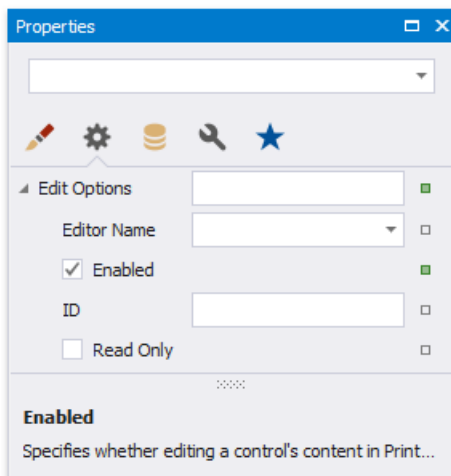 Properties
Edit Options
Editor Name
Enabled
ID
Read Only
Enabled
Specifies whether editing a control's content in Print...